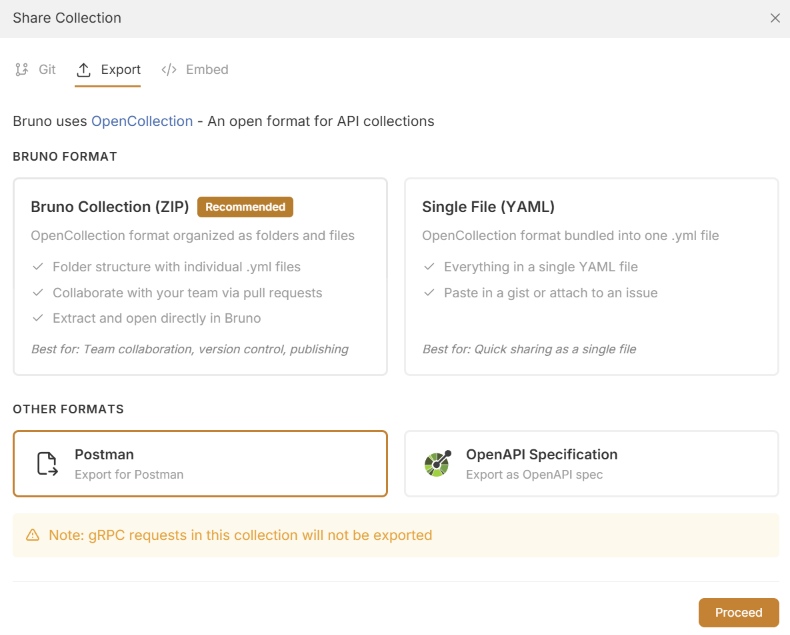 Share Collection
Git
Export
</> Embed
Bruno uses OpenCollection - An open format for API collections
BRUNO FORMAT
Bruno Collection (ZIP) Recommended
OpenCollection format organized as folders and files
Folder structure with individual .yml files
Collaborate with your team via pull requests
Extract and open directly in Bruno
Best for: Team collaboration, version control, publishing
Single File (YAML)
OpenCollection format bundled into one .yml file
Everything in a single YAML file
Paste in a gist or attach to an issue
Best for: Quick sharing as a single file
OTHER FORMATS
Postman
Export for Postman
OpenAPI Specification
Export as OpenAPI spec
Note: gRPC requests in this collection will not be exported
Proceed